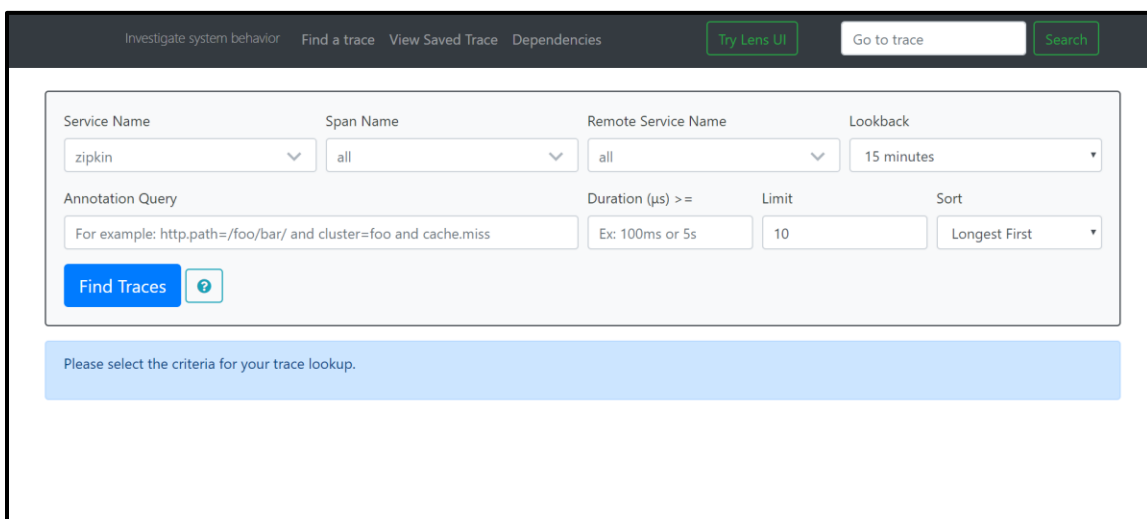 Investigate system behavior Find a trace View Saved Trace Dependencies Try Lens UI Go to trace Search
Service Name Span Name Remote Service Name Lookback
zipkin all all 15 minutes
Annotation Query Duration (μs) >= Limit Sort
For example: http.path=/foo/bar/ and cluster=foo and cache.miss Ex: 100ms or 5s 10 Longest First
Find Traces ?
Please select the criteria for your trace lookup.